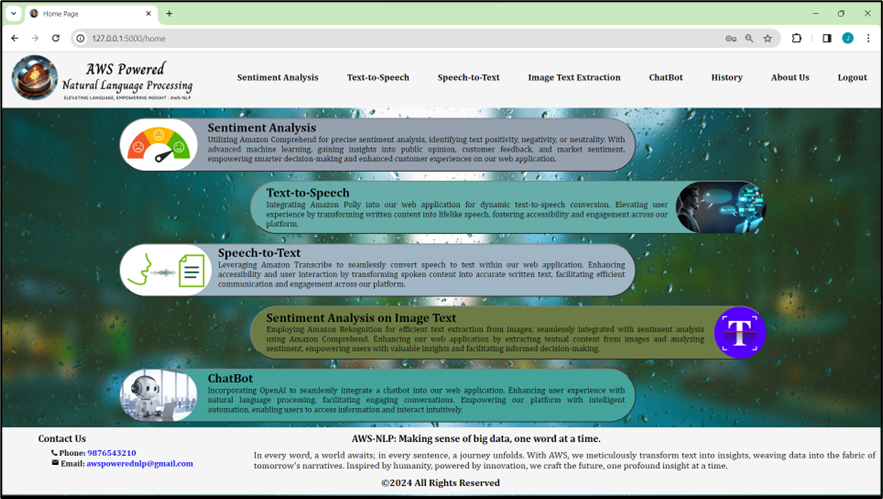 Home Page
127.0.0.1:5000/home
AWS Powered
Natural Language Processing
ELEVATING LANGUAGE, EMPOWERING INSIGHT : AWS-NLP
Sentiment Analysis Text-to-Speech Speech-to-Text Image Text Extraction ChatBot History About Us Logout
Sentiment Analysis
Utilizing Amazon Comprehend for precise sentiment analysis, identifying text positivity, negativity, or neutrality. With
advanced machine learning, gaining insights into public opinion, customer feedback, and market sentiment,
empowering smarter decision-making and enhanced customer experiences on our web application.
Text-to-Speech
Integrating Amazon Polly into our web application for dynamic text-to-speech conversion. Elevating user
experience by transforming written content into lifelike speech, fostering accessibility and engagement across our
platform.
Speech-to-Text
Leveraging Amazon Transcribe to seamlessly convert speech to text within our web application. Enhancing
accessibility and user interaction by transforming spoken content into accurate written text, facilitating efficient
communication and engagement across our platform.
Sentiment Analysis on Image Text
Employing Amazon Rekognition for efficient text extraction from images, seamlessly integrated with sentiment analysis
using Amazon Comprehend. Enhancing our web application by extracting textual content from images and analyzing
sentiment, empowering users with valuable insights and facilitating informed decision-making.
T
ChatBot
Incorporating OpenAI to seamlessly integrate a chatbot into our web application. Enhancing user experience with
natural language processing, facilitating engaging conversations. Empowering our platform with intelligent
automation, enabling users to access information and interact intuitively.
Contact Us
Phone: 9876543210
Email: awspowerednlp@gmail.com
AWS-NLP: Making sense of big data, one word at a time.
In every word, a world awaits; in every sentence, a journey unfolds. With AWS, we meticulously transform text into insights, weaving data into the fabric of
tomorrow's narratives. Inspired by humanity, powered by innovation, we craft the future, one profound insight at a time.
©2024 All Rights Reserved